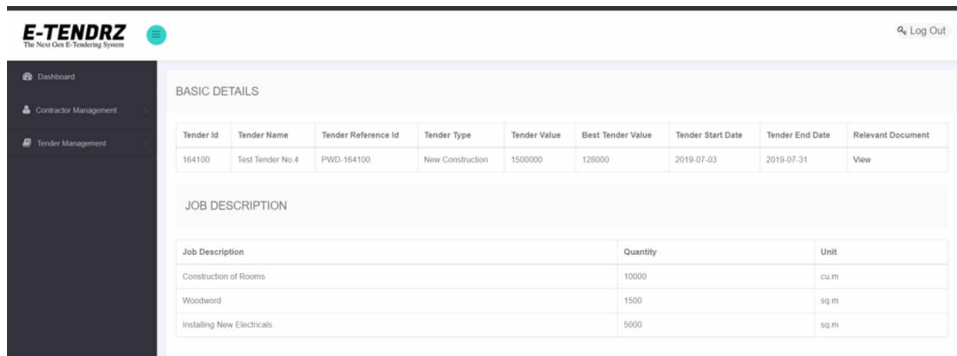 E-TENDRZ
The Next Gen E-Tendering System
Log Out
Dashboard
Contractor Management
Tender Management
BASIC DETAILS
Tender Id Tender Name Tender Reference Id Tender Type Tender Value Best Tender Value Tender Start Date Tender End Date Relevant Document
164100 Test Tender No 4 PWD-164100 New Construction 1500000 128000 2019-07-03 2019-07-31 View
JOB DESCRIPTION
Job Description Quantity Unit
Construction of Rooms 10000 cu.m
Woodword 1500 sq.m
Installing New Electricals 5000 sq.m